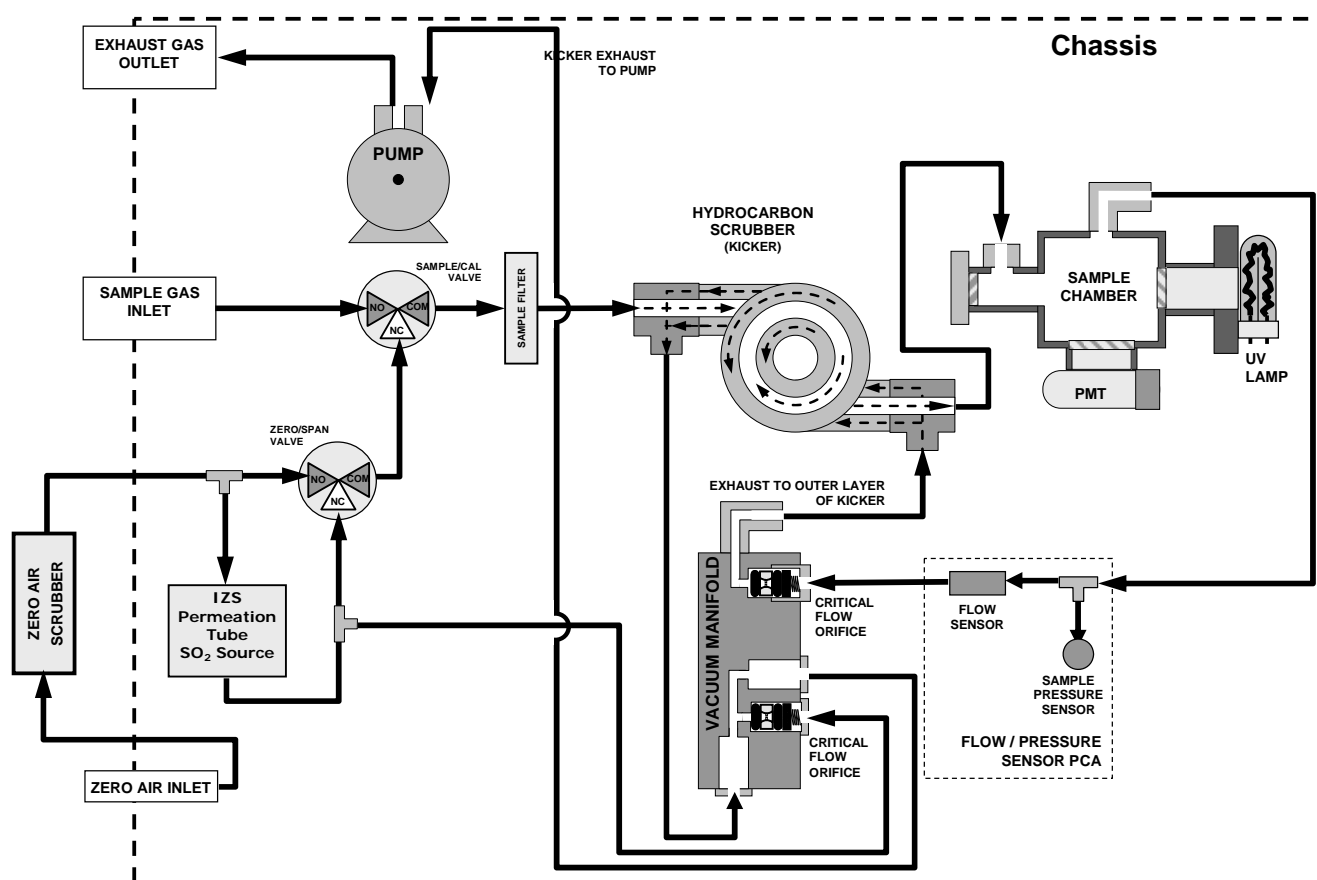 EXHAUST GAS
OUTLET
KICKER EXHAUST
TO PUMP
Chassis
PUMP
HYDROCARBON
SCRUBBER
(KICKER)
SAMPLE/CAL
VALVE
SAMPLE GAS
INLET
NO
COM
NC
SAMPLE FILTER
SAMPLE
CHAMBER
UV
LAMP
PMT
ZERO/SPAN
VALVE
NO
COM
NC
EXHAUST TO OUTER LAYER
OF KICKER
ZERO AIR
SCRUBBER
IZS
Permeation
Tube
SO2 Source
VACUUM MANIFOLD
CRITICAL
FLOW
ORIFICE
FLOW
SENSOR
SAMPLE
PRESSURE
SENSOR
CRITICAL
FLOW
ORIFICE
FLOW / PRESSURE
SENSOR PCA
ZERO AIR INLET